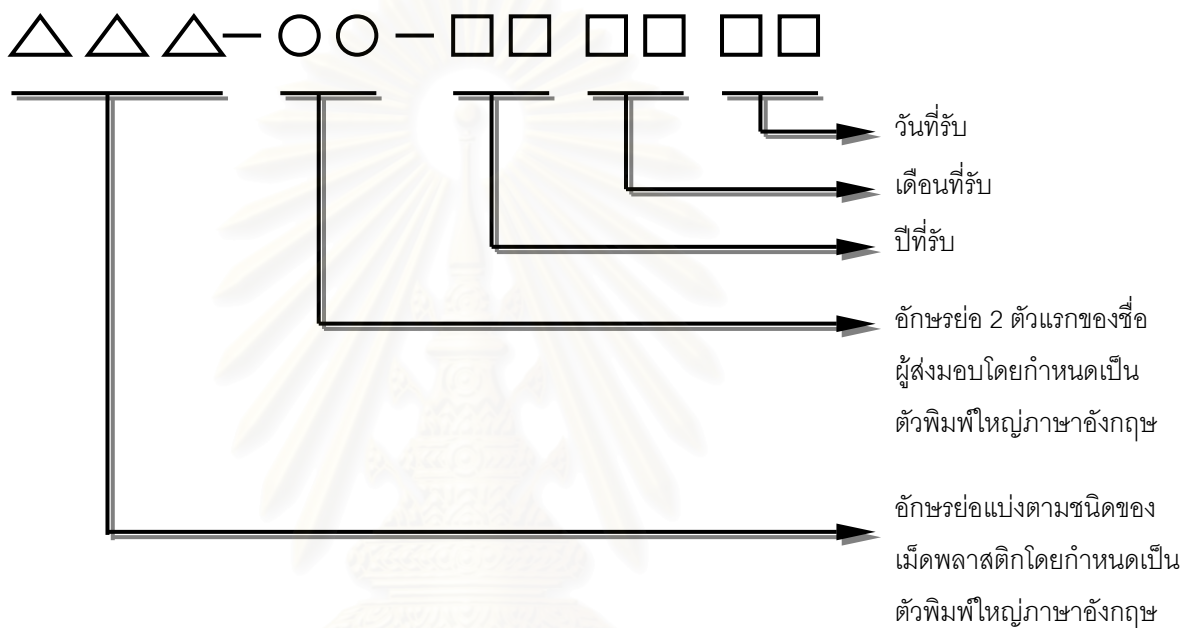 วันที่รับ
เดือนที่รับ
ปีที่รับ
อักษรย่อ 2 ตัวแรกของชื่อ
ผู้ส่งมอบโดยกำหนดเป็น
ตัวพิมพ์ใหญ่ภาษาอังกฤษ
อักษรย่อแบ่งตามชนิดของ
เม็ดพลาสติกโดยกำหนดเป็น
ตัวพิมพ์ใหญ่ภาษาอังกฤษ